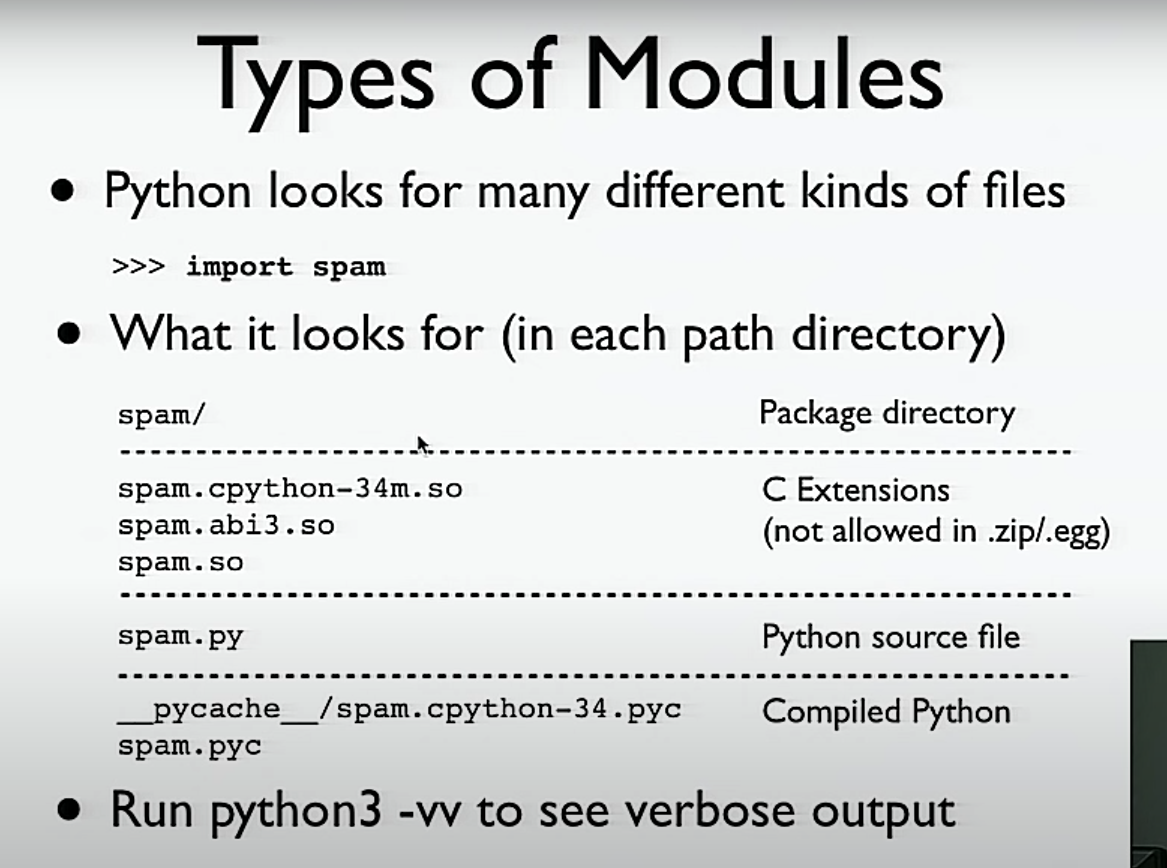 Types of Modules
• Python looks for many different kinds of files
>>> import spam
• What it looks for (in each path directory)
spam/ Package directory
--------------------------------------------------
spam.cpython-34m.so C Extensions
spam.abi3.so (not allowed in .zip/.egg)
spam.so
--------------------------------------------------
spam.py Python source file
--------------------------------------------------
__pycache__/spam.cpython-34.pyc Compiled Python
spam.pyc
• Run python3 -vv to see verbose output